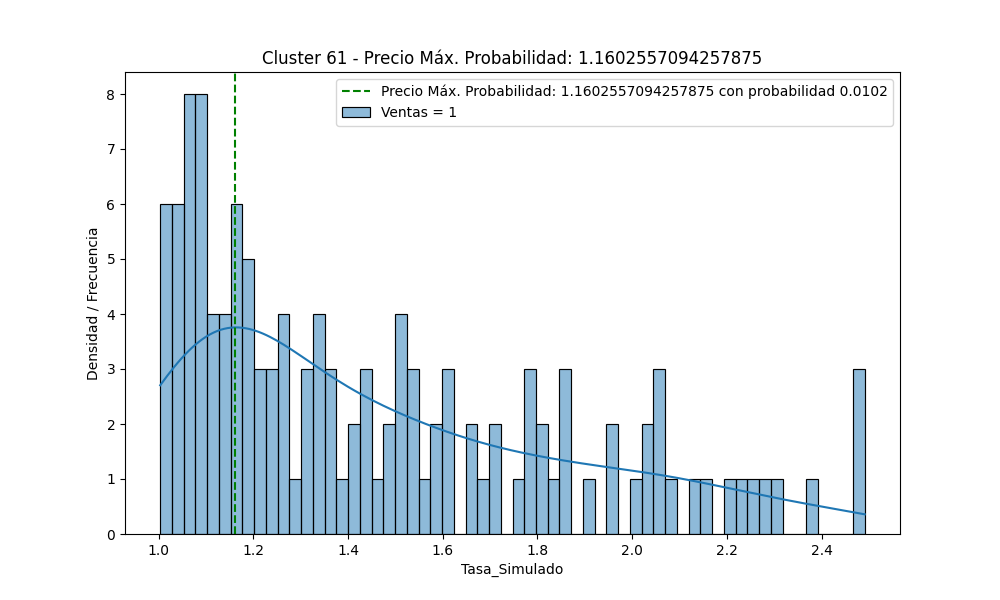 Cluster 61 - Precio Máx. Probabilidad: 1.1602557094257875
Precio Máx. Probabilidad: 1.1602557094257875 con probabilidad 0.0102
Ventas = 1
Densidad / Frecuencia
8
7
6
5
4
3
2
1
0
1.0 1.2 1.4 1.6 1.8 2.0 2.2 2.4
Tasa_Simulado